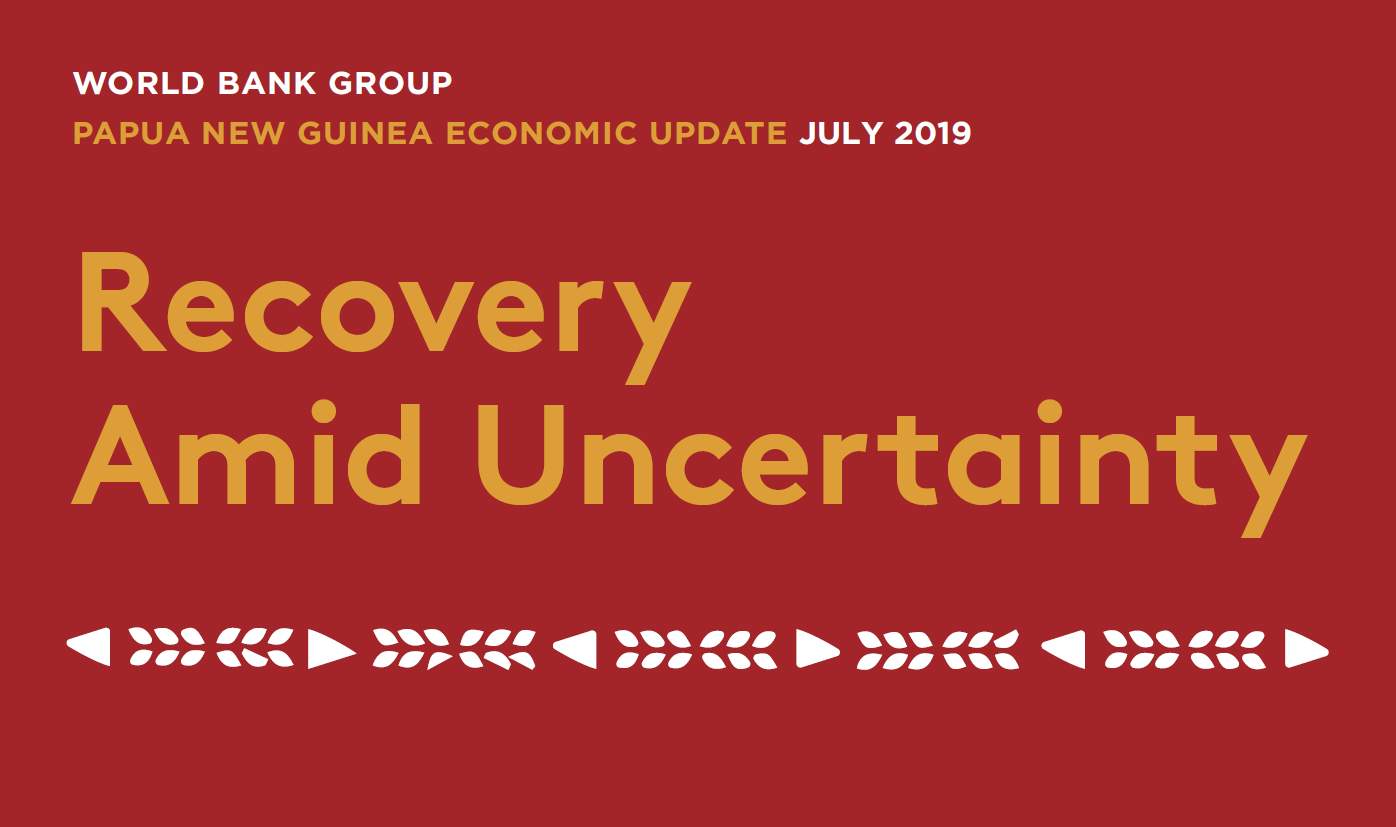 WORLD BANK GROUP
PAPUA NEW GUINEA ECONOMIC UPDATE JULY 2019
Recovery
Amid Uncertainty